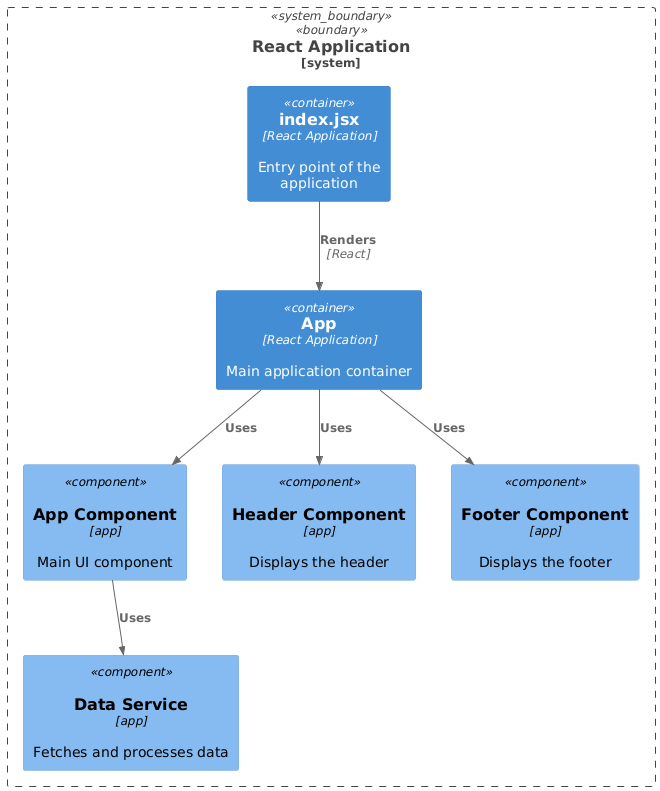 «system_boundary»
«boundary»
React Application
[system]
«container»
index.jsx
[React Application]
Entry point of the
application
Renders
[React]
«container»
App
[React Application]
Main application container
Uses
Uses
Uses
«component»
App Component
[app]
Main UI component
«component»
Header Component
[app]
Displays the header
«component»
Footer Component
[app]
Displays the footer
Uses
«component»
Data Service
[app]
Fetches and processes data